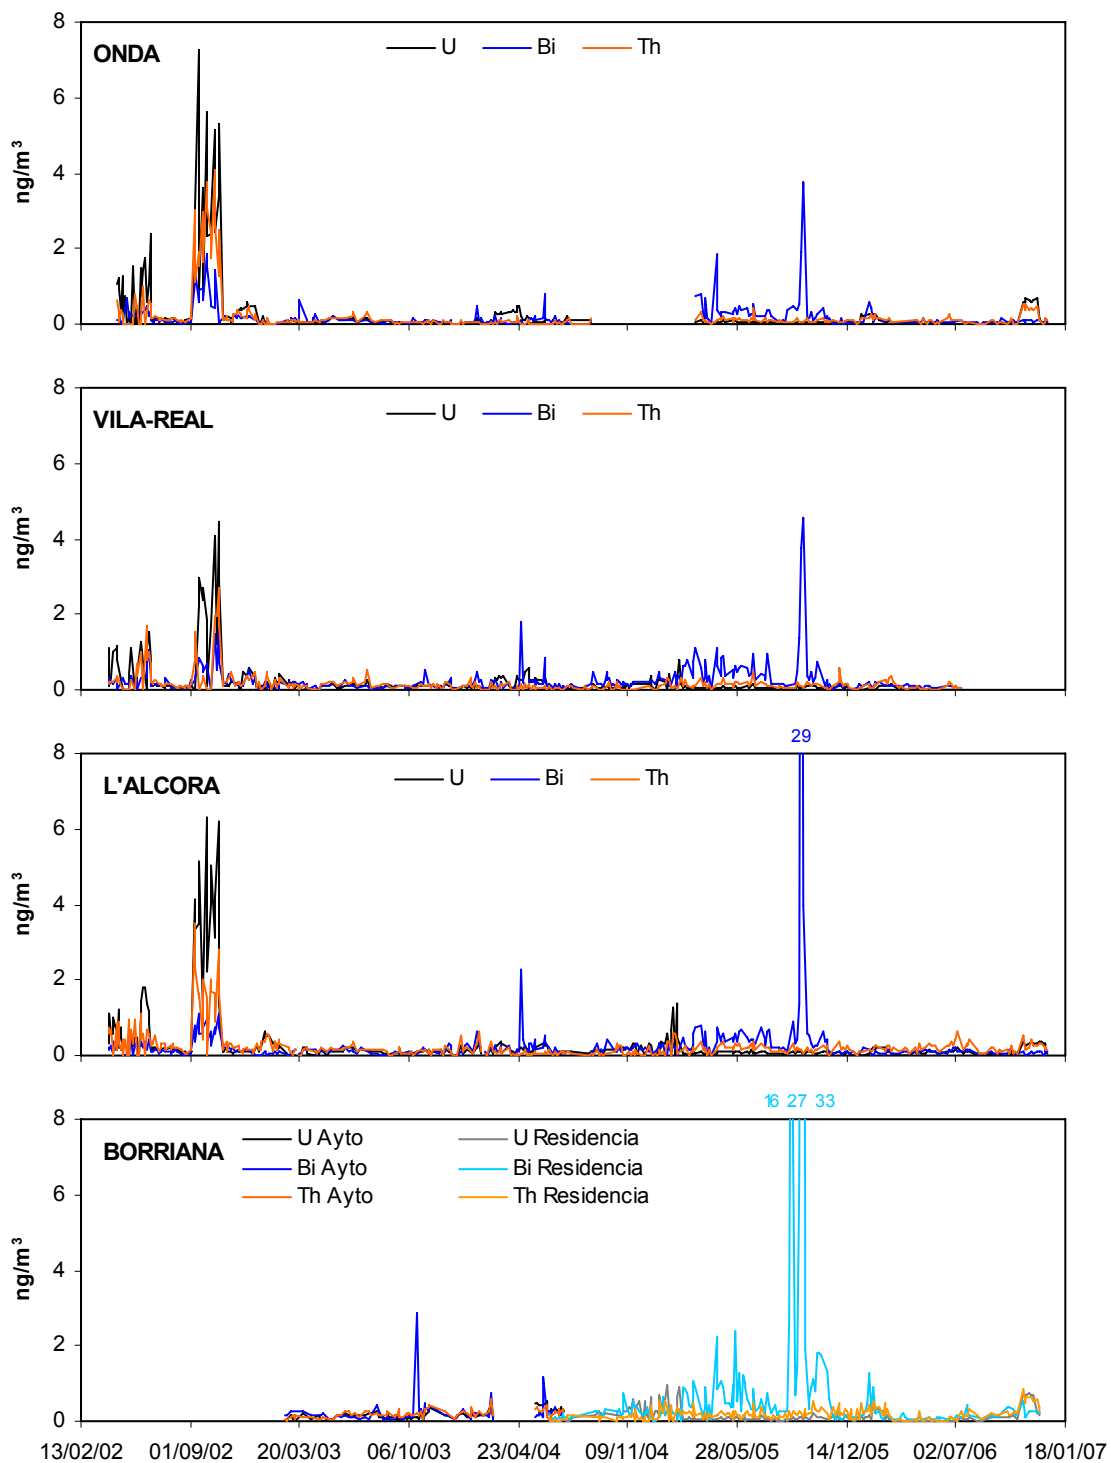 8
ONDA
U Bi Th
6
4
2
0
ng/m³
8
VILA-REAL
U Bi Th
6
4
2
0
ng/m³
29
8
L'ALCORA
U Bi Th
6
4
2
0
ng/m³
16 27 33
8
BORRIANA
U Ayto U Residencia
Bi Ayto Bi Residencia
Th Ayto Th Residencia
6
4
2
0
ng/m³
13/02/02 01/09/02 20/03/03 06/10/03 23/04/04 09/11/04 28/05/05 14/12/05 02/07/06 18/01/07